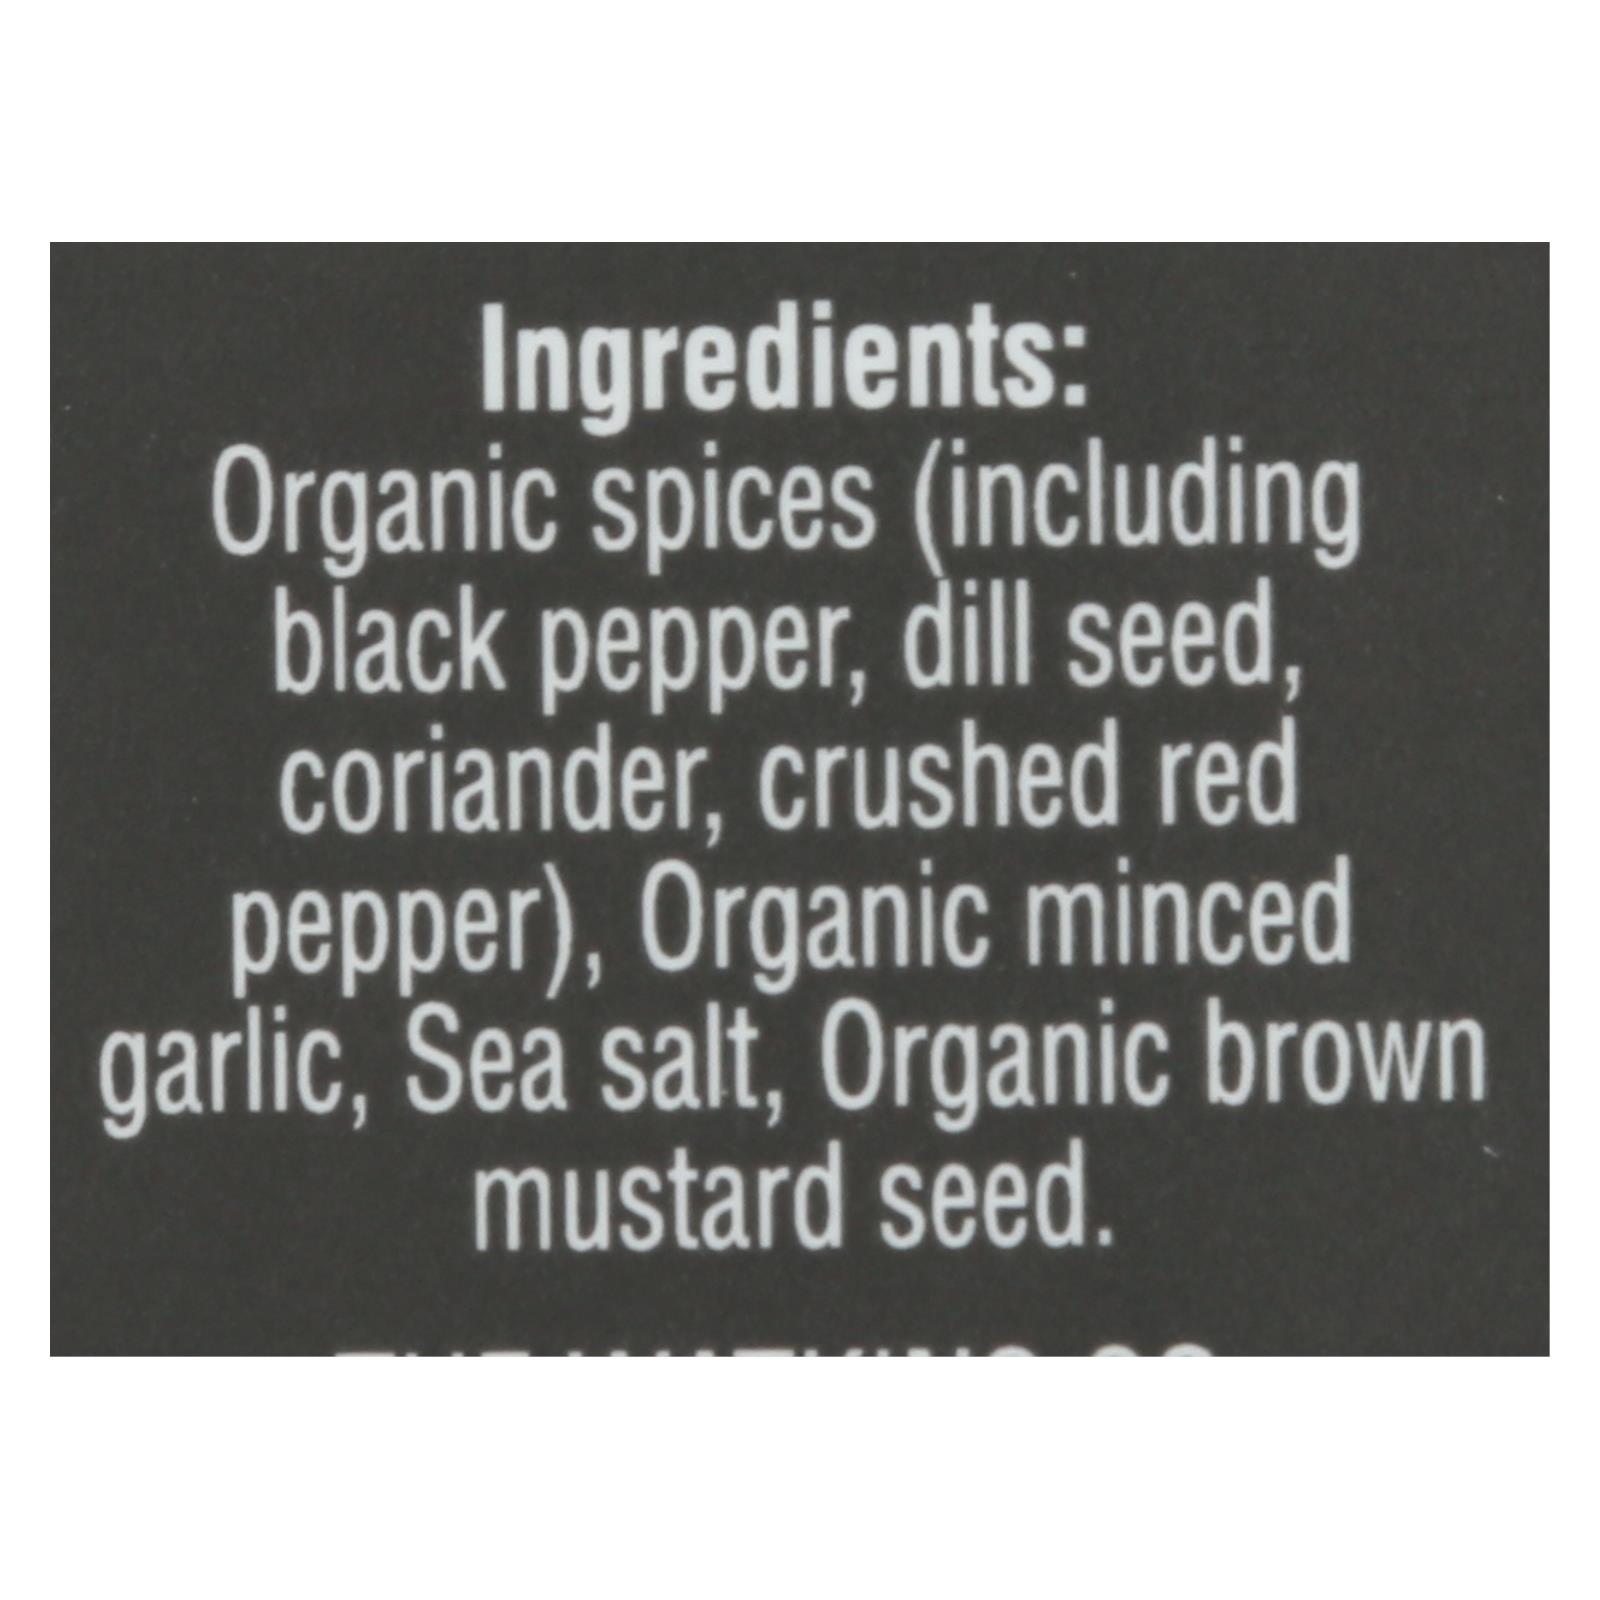 Ingredients:
Organic spices (including
black pepper, dill seed,
coriander, crushed red
pepper), Organic minced
garlic, Sea salt, Organic brown
mustard seed.